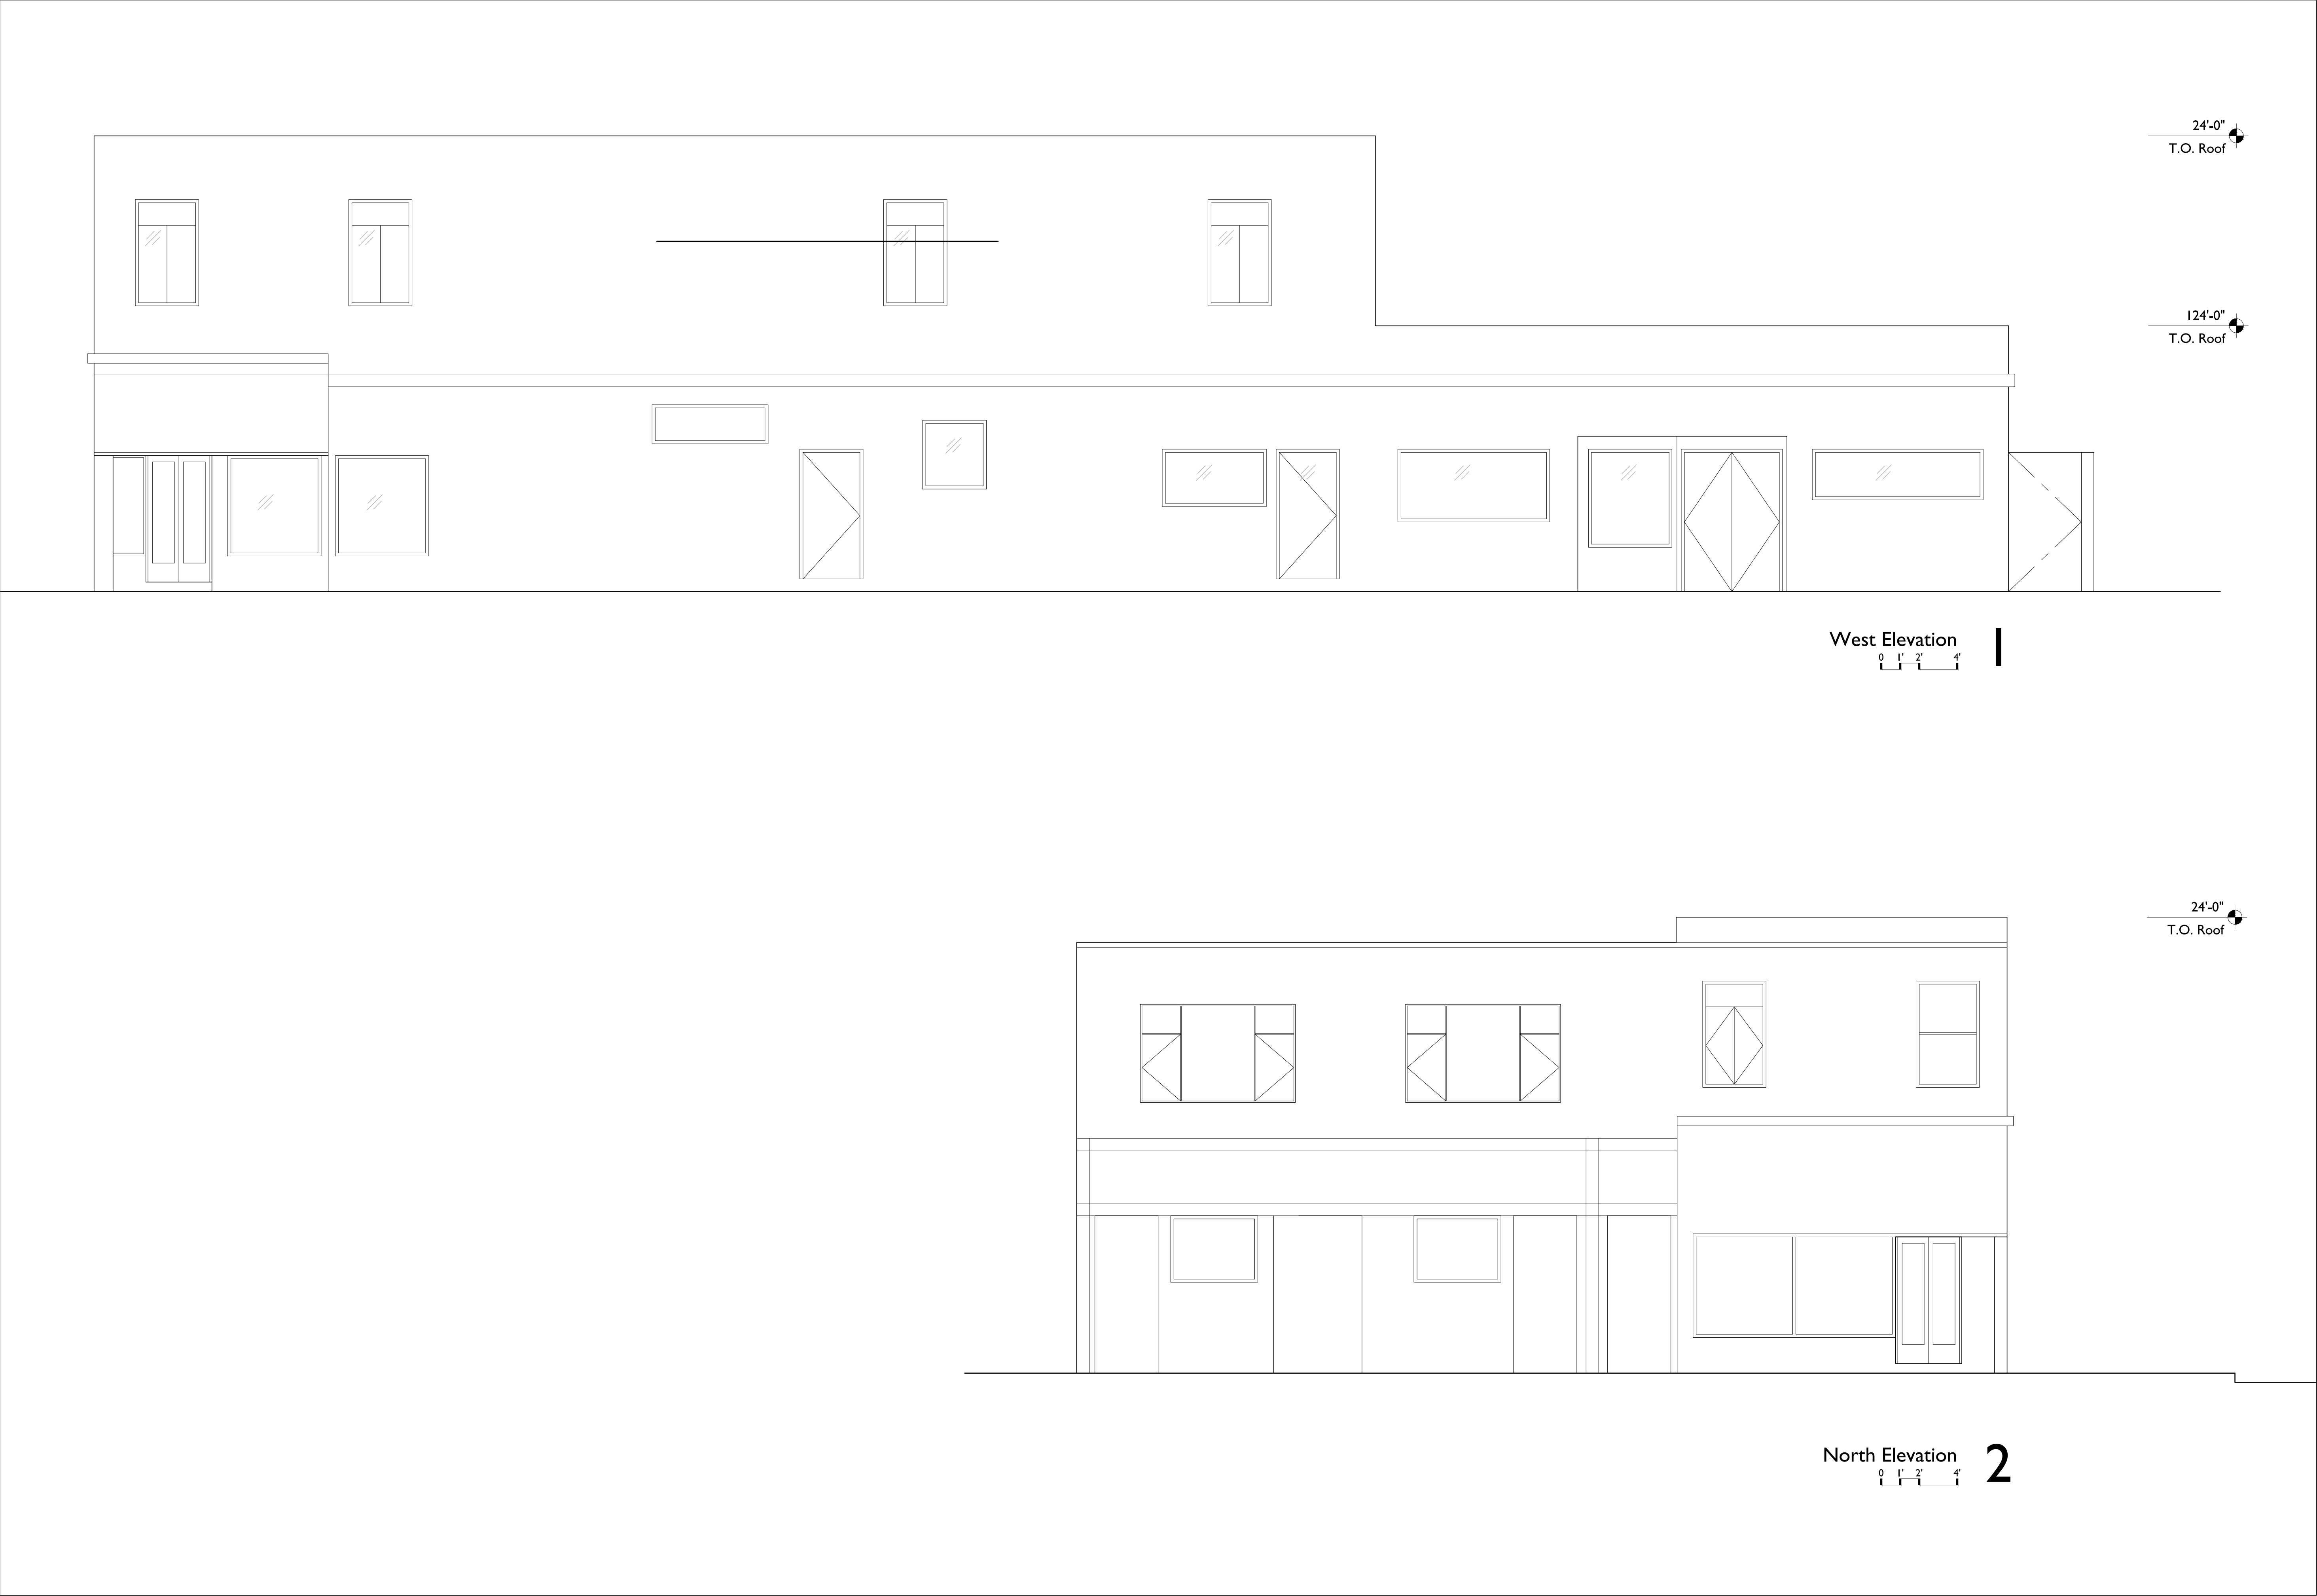 24'-0"
T.O. Roof
124'-0"
T.O. Roof
West Elevation 1
0 1' 2' 4'
24'-0"
T.O. Roof
North Elevation 2
0 1' 2' 4'